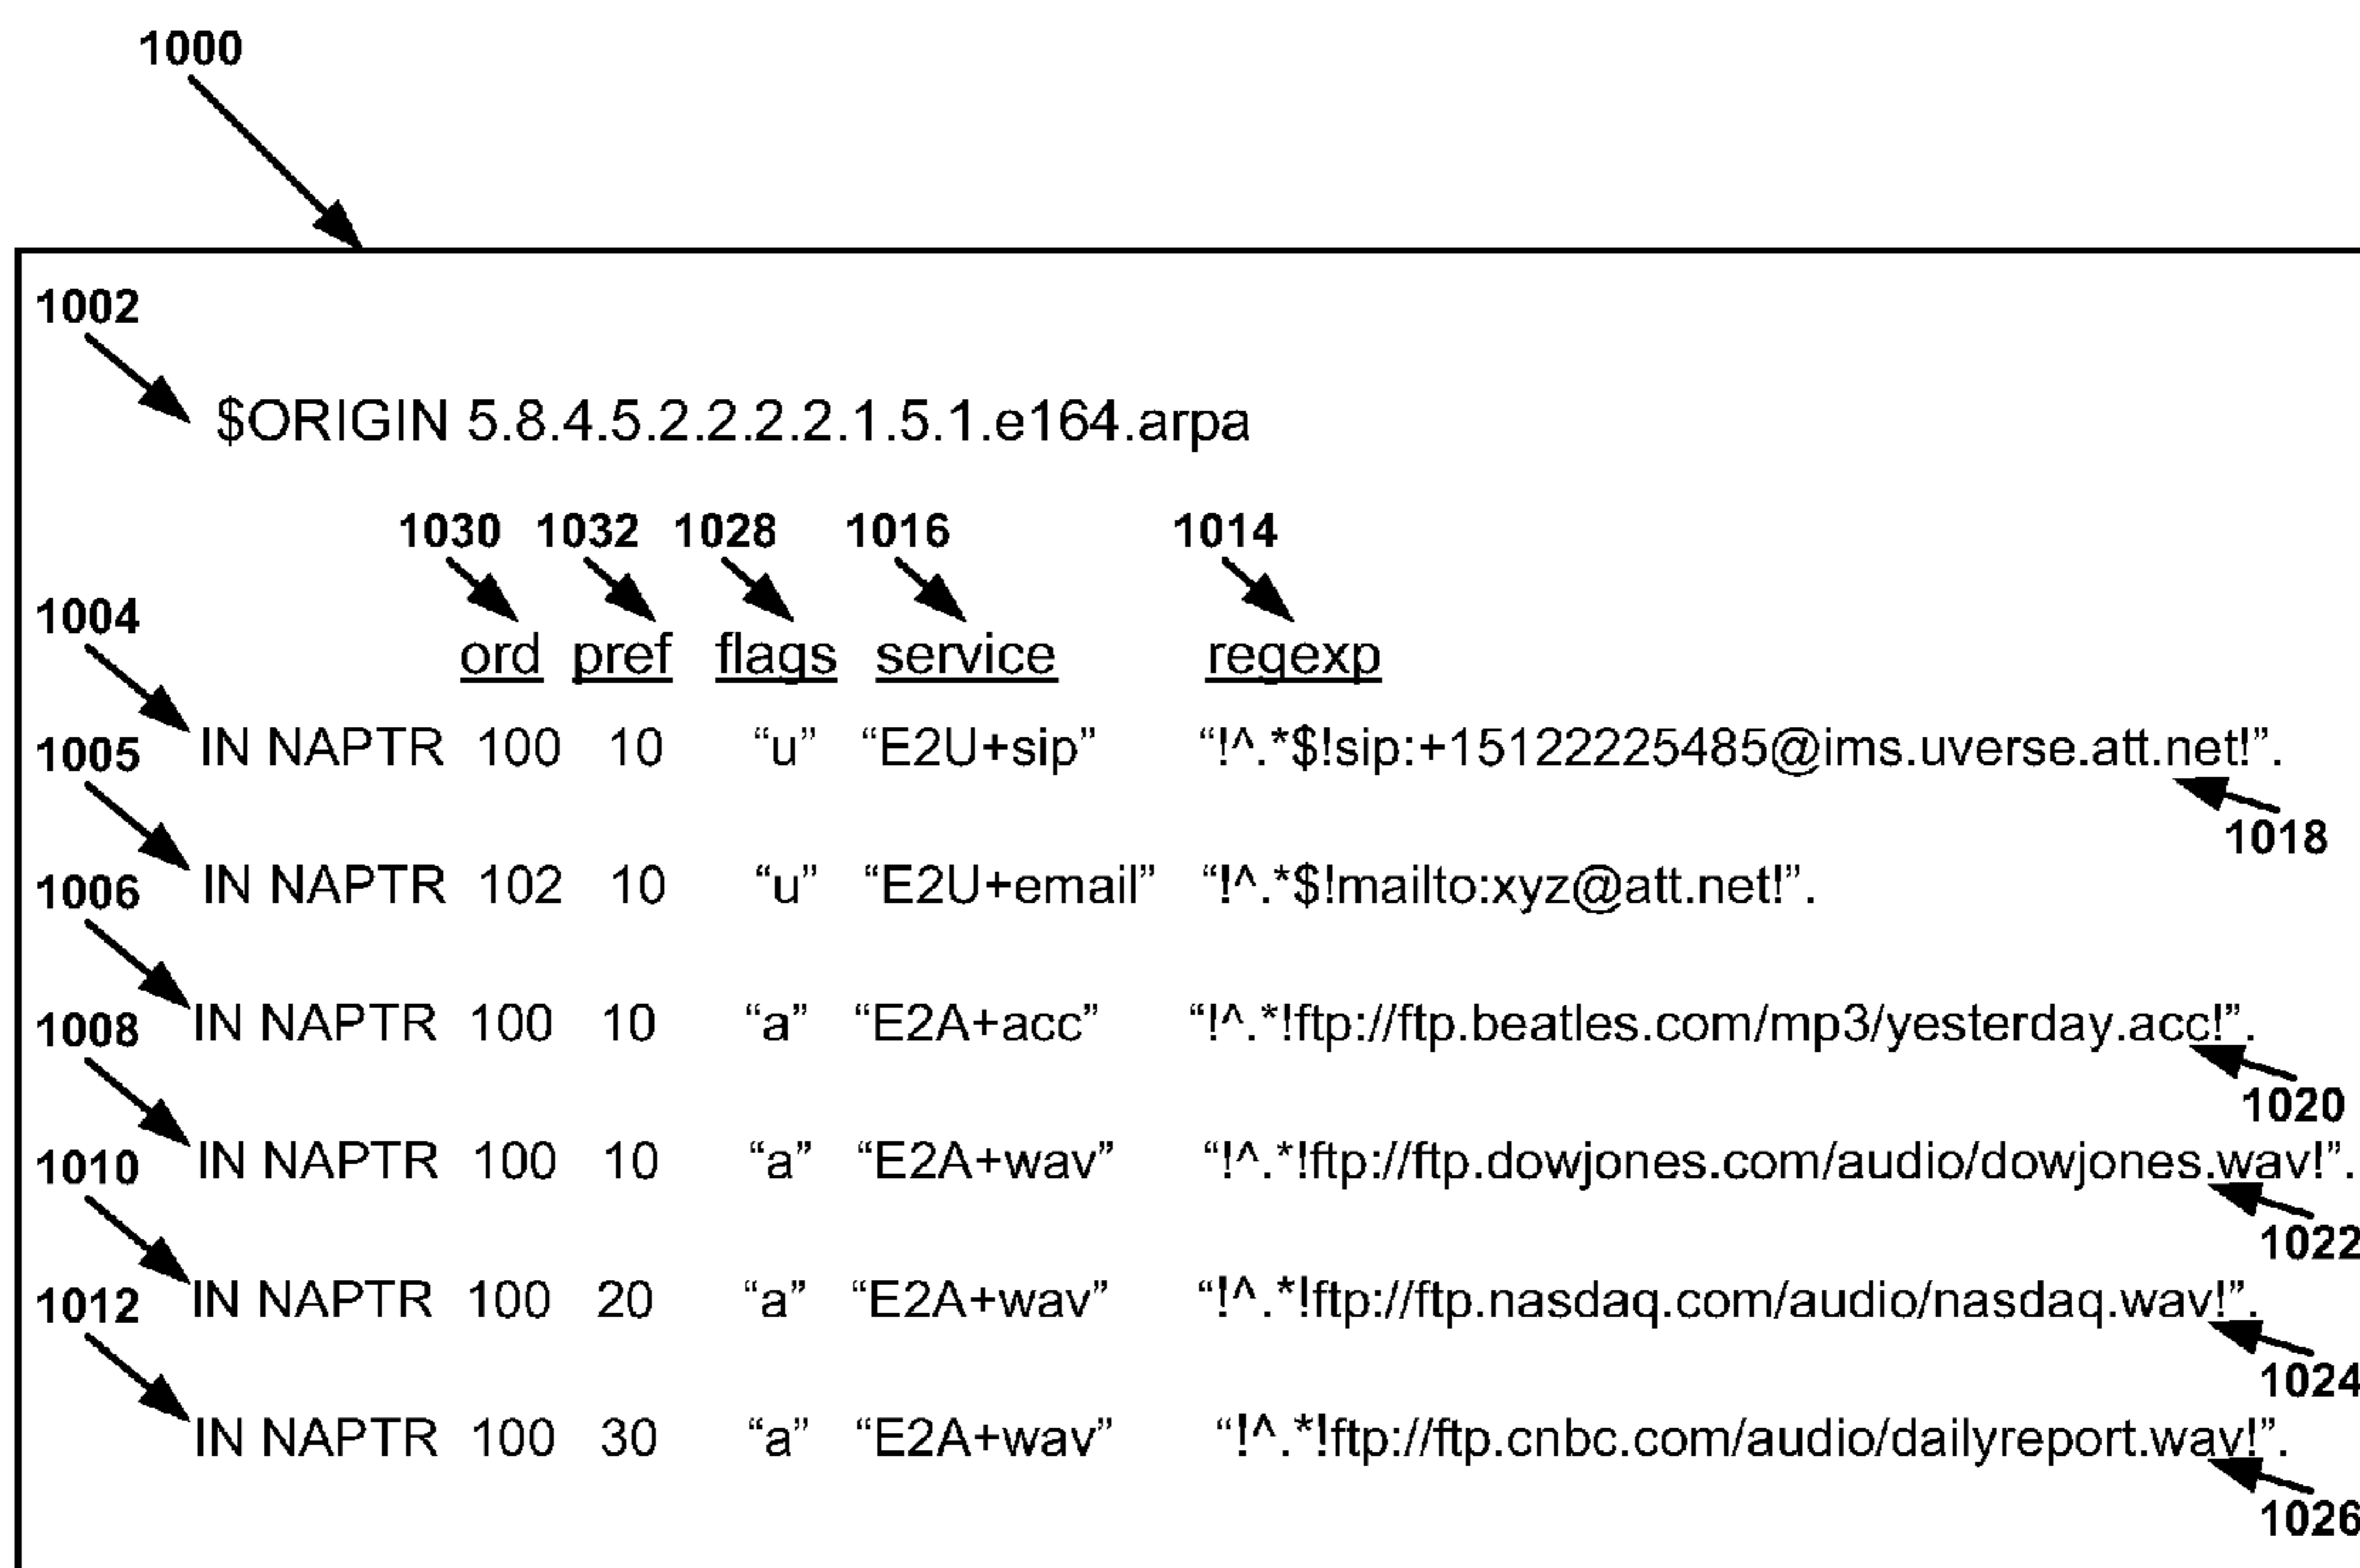 1000
1002
$ORIGIN 5.8.4.5.2.2.2.2.1.5.1.e164.arpa
1030 1032 1028 1016 1014
1004
ord pref flags service regexp
IN NAPTR 100 10 “u” “E2U+sip” “!^.*$!sip:+15122225485@ims.uverse.att.net!”.
1005
1018
IN NAPTR 102 10 “u” “E2U+email” “!^.*$!mailto:xyz@att.net!”.
1006
IN NAPTR 100 10 “a” “E2A+acc” “!^.*!ftp://ftp.beatles.com/mp3/yesterday.acc!”.
1008
1020
IN NAPTR 100 10 “a” “E2A+wav” “!^.*!ftp://ftp.dowjones.com/audio/dowjones.wav!”.
1010
1022
IN NAPTR 100 20 “a” “E2A+wav” “!^.*!ftp://ftp.nasdaq.com/audio/nasdaq.wav!”.
1012
1024
IN NAPTR 100 30 “a” “E2A+wav” “!^.*!ftp://ftp.cnbc.com/audio/dailyreport.wav!”.
1026